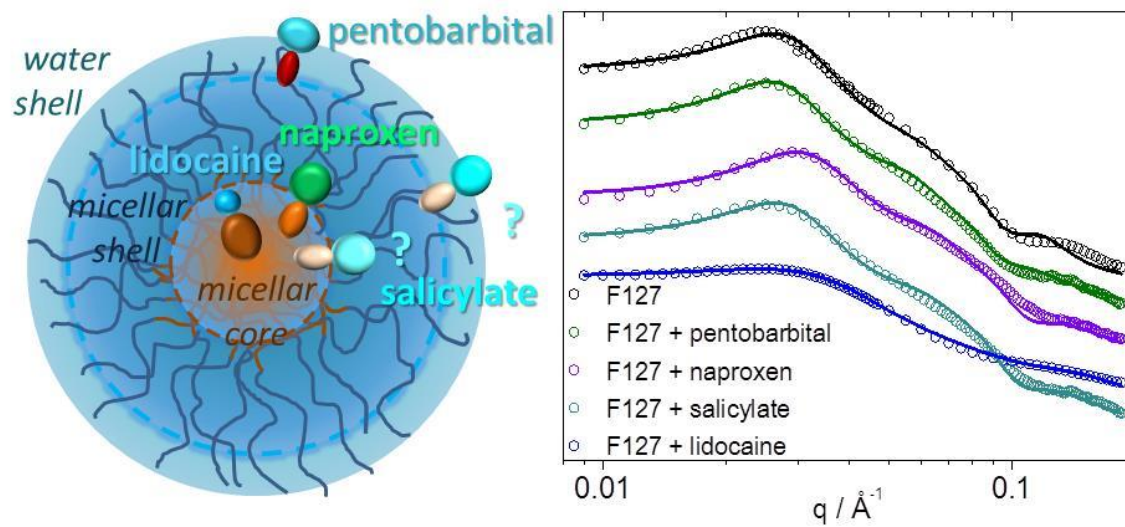 pentobarbital
water
shell
naproxen
lidocaine
micellar
shell
?
?
micellar
salicylate
core
F127
F127 + pentobarbital
F127 + naproxen
F127 + salicylate
F127 + lidocaine
0.01
0.1
q / Å⁻¹